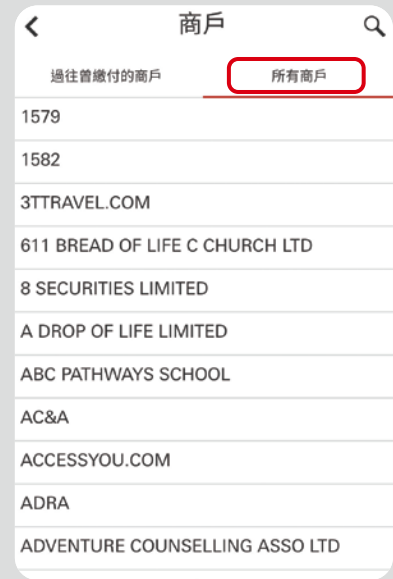 商戶
過往曾繳付的商戶
所有商戶
1579
1582
3TTRAVEL.COM
611 BREAD OF LIFE C CHURCH LTD
8 SECURITIES LIMITED
A DROP OF LIFE LIMITED
ABC PATHWAYS SCHOOL
AC&A
ACCESSYOU.COM
ADRA
ADVENTURE COUNSELLING ASSO LTD